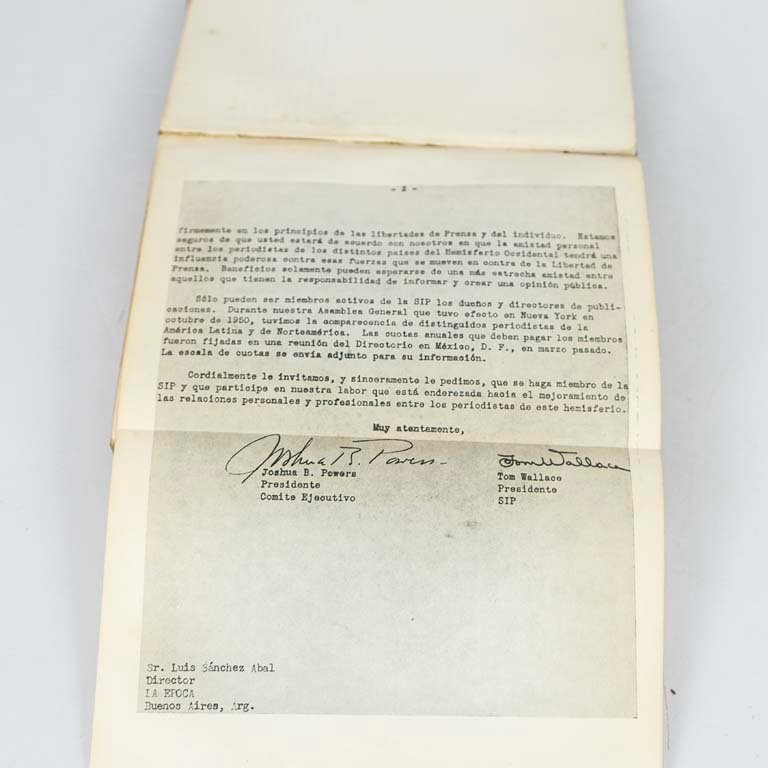 - 2 -
firmemente en los principios de las libertades de Prensa y del individuo. Estamos
seguros de que usted estará de acuerdo con nosotros en que la amistad personal
entre los periodistas de los distintos países del Hemisferio Occidental tendrá una
influencia poderosa contra esas fuerzas que se mueven en contra de la Libertad de
Prensa. Beneficios solamente pueden esperarse de una más estrecha amistad entre
aquellos que tienen la responsabilidad de informar y crear una opinión pública.
Sólo pueden ser miembros activos de la SIP los dueños y directores de publi-
caciones. Durante nuestra Asamblea General que tuvo efecto en Nueva York en
octubre de 1950, tuvimos la comparecencia de distinguidos periodistas de la
América Latina y de Norteamérica. Las cuotas anuales que deben pagar los miembros
fueron fijadas en una reunión del Directorio en México, D. F., en marzo pasado.
La escala de cuotas se envía adjunto para su información.
Cordialmente le invitamos, y sinceramente le pedimos, que se haga miembro de la
SIP y que participe en nuestra labor que está enderezada hacia el mejoramiento de
las relaciones personales y profesionales entre los periodistas de este hemisferio.
Muy atentamente,
Joshua B. Powers Tom Wallace
Joshua B. Powers Tom Wallace
Presidente Presidente
Comite Ejecutivo SIP
Sr. Luis Sánchez Abal
Director
LA EPOCA
Buenos Aires, Arg.